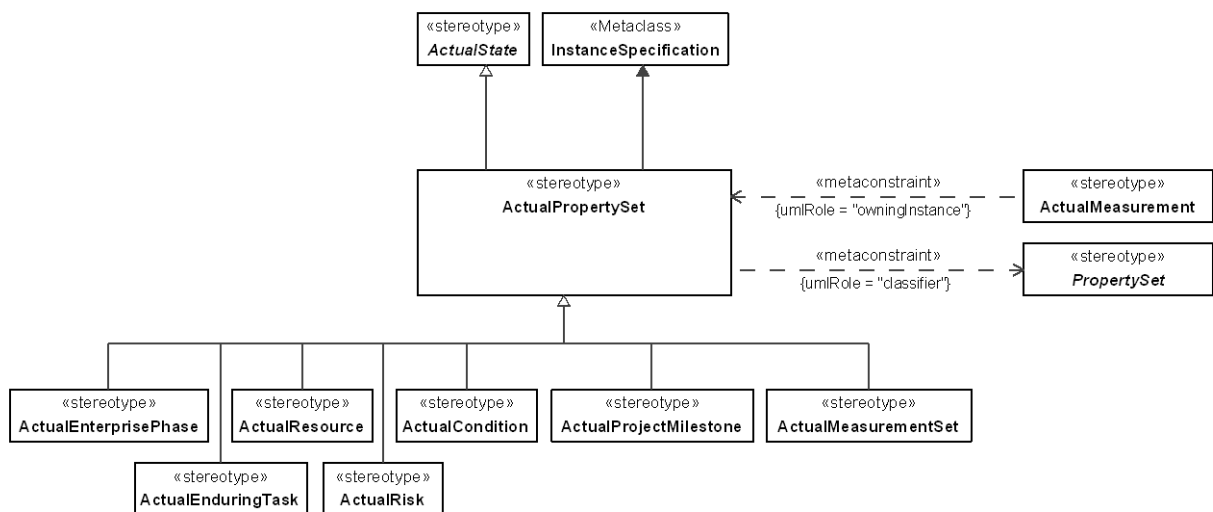 «stereotype»
ActualState
«Metaclass»
InstanceSpecification
«stereotype»
ActualPropertySet
«metaconstraint»
{umlRole = "owningInstance"}
«stereotype»
ActualMeasurement
«metaconstraint»
{umlRole = "classifier"}
«stereotype»
PropertySet
«stereotype»
ActualEnterprisePhase
«stereotype»
ActualResource
«stereotype»
ActualCondition
«stereotype»
ActualProjectMilestone
«stereotype»
ActualMeasurementSet
«stereotype»
ActualEnduringTask
«stereotype»
ActualRisk